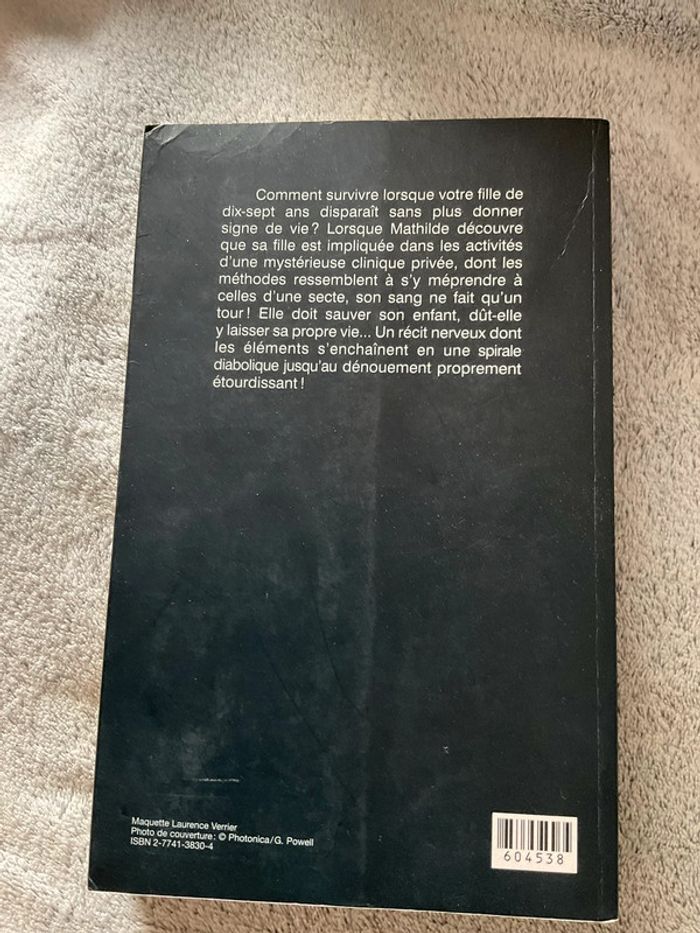 Comment survivre lorsque votre fille de
dix-sept ans disparaît sans plus donner
signe de vie ? Lorsque Mathilde découvre
que sa fille est impliquée dans les activités
d'une mystérieuse clinique privée, dont les
méthodes ressemblent à s'y méprendre à
celles d'une secte, son sang ne fait qu'un
tour ! Elle doit sauver son enfant, dût-elle
y laisser sa propre vie... Un récit nerveux dont
les éléments s'enchaînent en une spirale
diabolique jusqu'au dénouement proprement
étourdissant !
Maquette Laurence Verrier
Photo de couverture : © Photonica / G. Powell
ISBN 2-7741-3830-4
604538